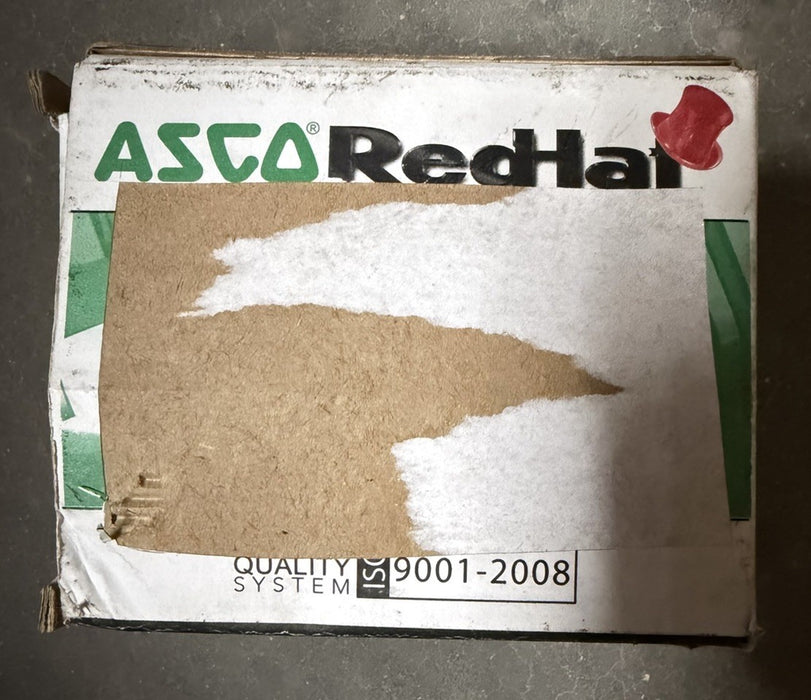 ASCO® RedHat
QUALITY
SYSTEM ISO 9001-2008